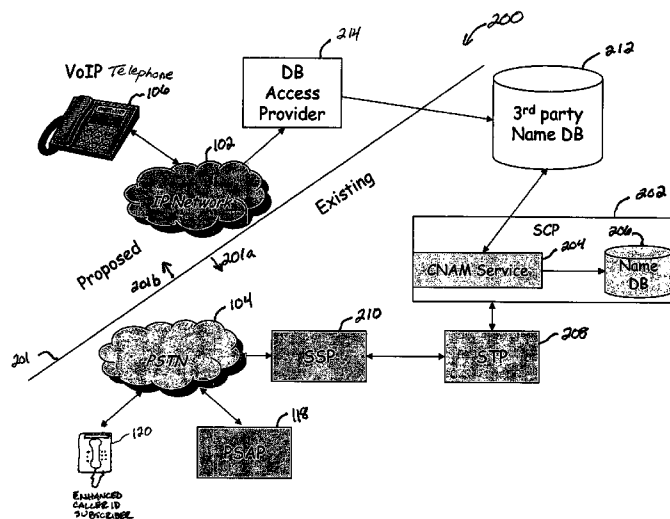 200
214
212
VoIP Telephone
106
DB
Access
Provider
3rd party
Name DB
102
IP Network
Existing
Proposed
201a
201b
202
SCP
204
206
CNAM Service
Name
DB
104
210
208
201
PSTN
SSP
STP
118
120
PSAP
ENHANCED
CALLER ID
SUBSCRIBER